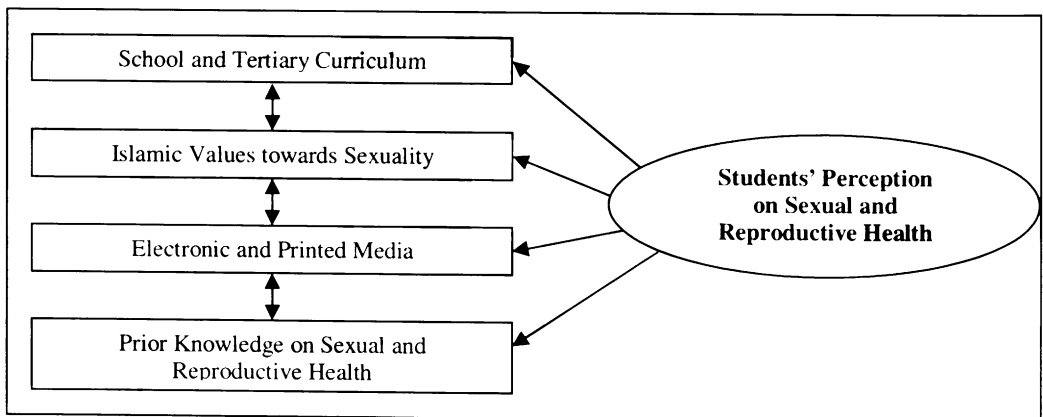 School and Tertiary Curriculum
Islamic Values towards Sexuality
Electronic and Printed Media
Prior Knowledge on Sexual and
Reproductive Health
Students' Perception
on Sexual and
Reproductive Health